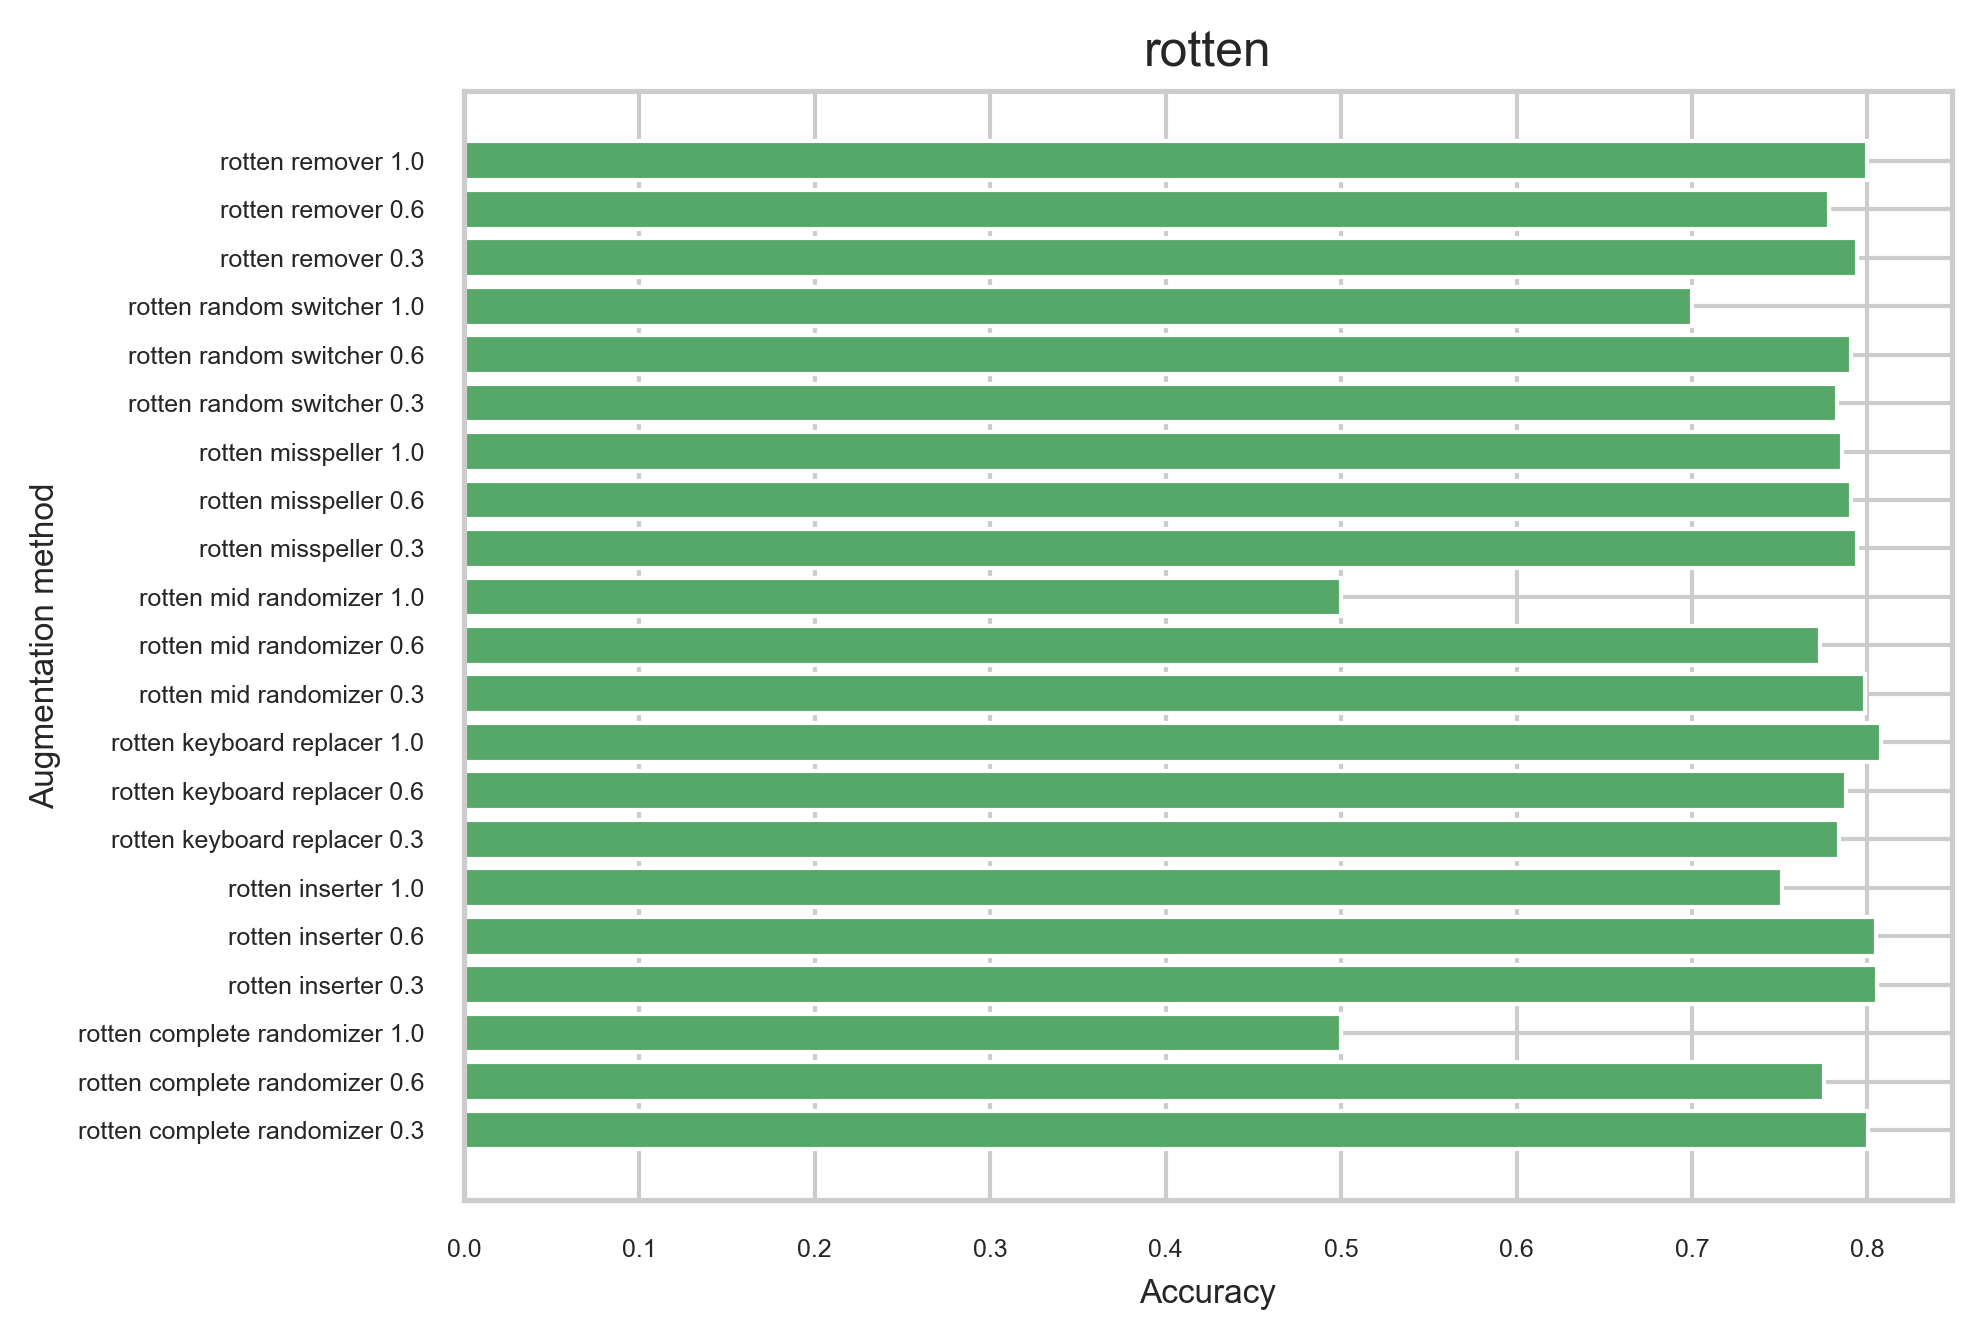 rotten
rotten remover 1.0
rotten remover 0.6
rotten remover 0.3
rotten random switcher 1.0
rotten random switcher 0.6
rotten random switcher 0.3
rotten misspeller 1.0
rotten misspeller 0.6
rotten misspeller 0.3
rotten mid randomizer 1.0
rotten mid randomizer 0.6
rotten mid randomizer 0.3
rotten keyboard replacer 1.0
rotten keyboard replacer 0.6
rotten keyboard replacer 0.3
rotten inserter 1.0
rotten inserter 0.6
rotten inserter 0.3
rotten complete randomizer 1.0
rotten complete randomizer 0.6
rotten complete randomizer 0.3
Augmentation method
0.0 0.1 0.2 0.3 0.4 0.5 0.6 0.7 0.8
Accuracy